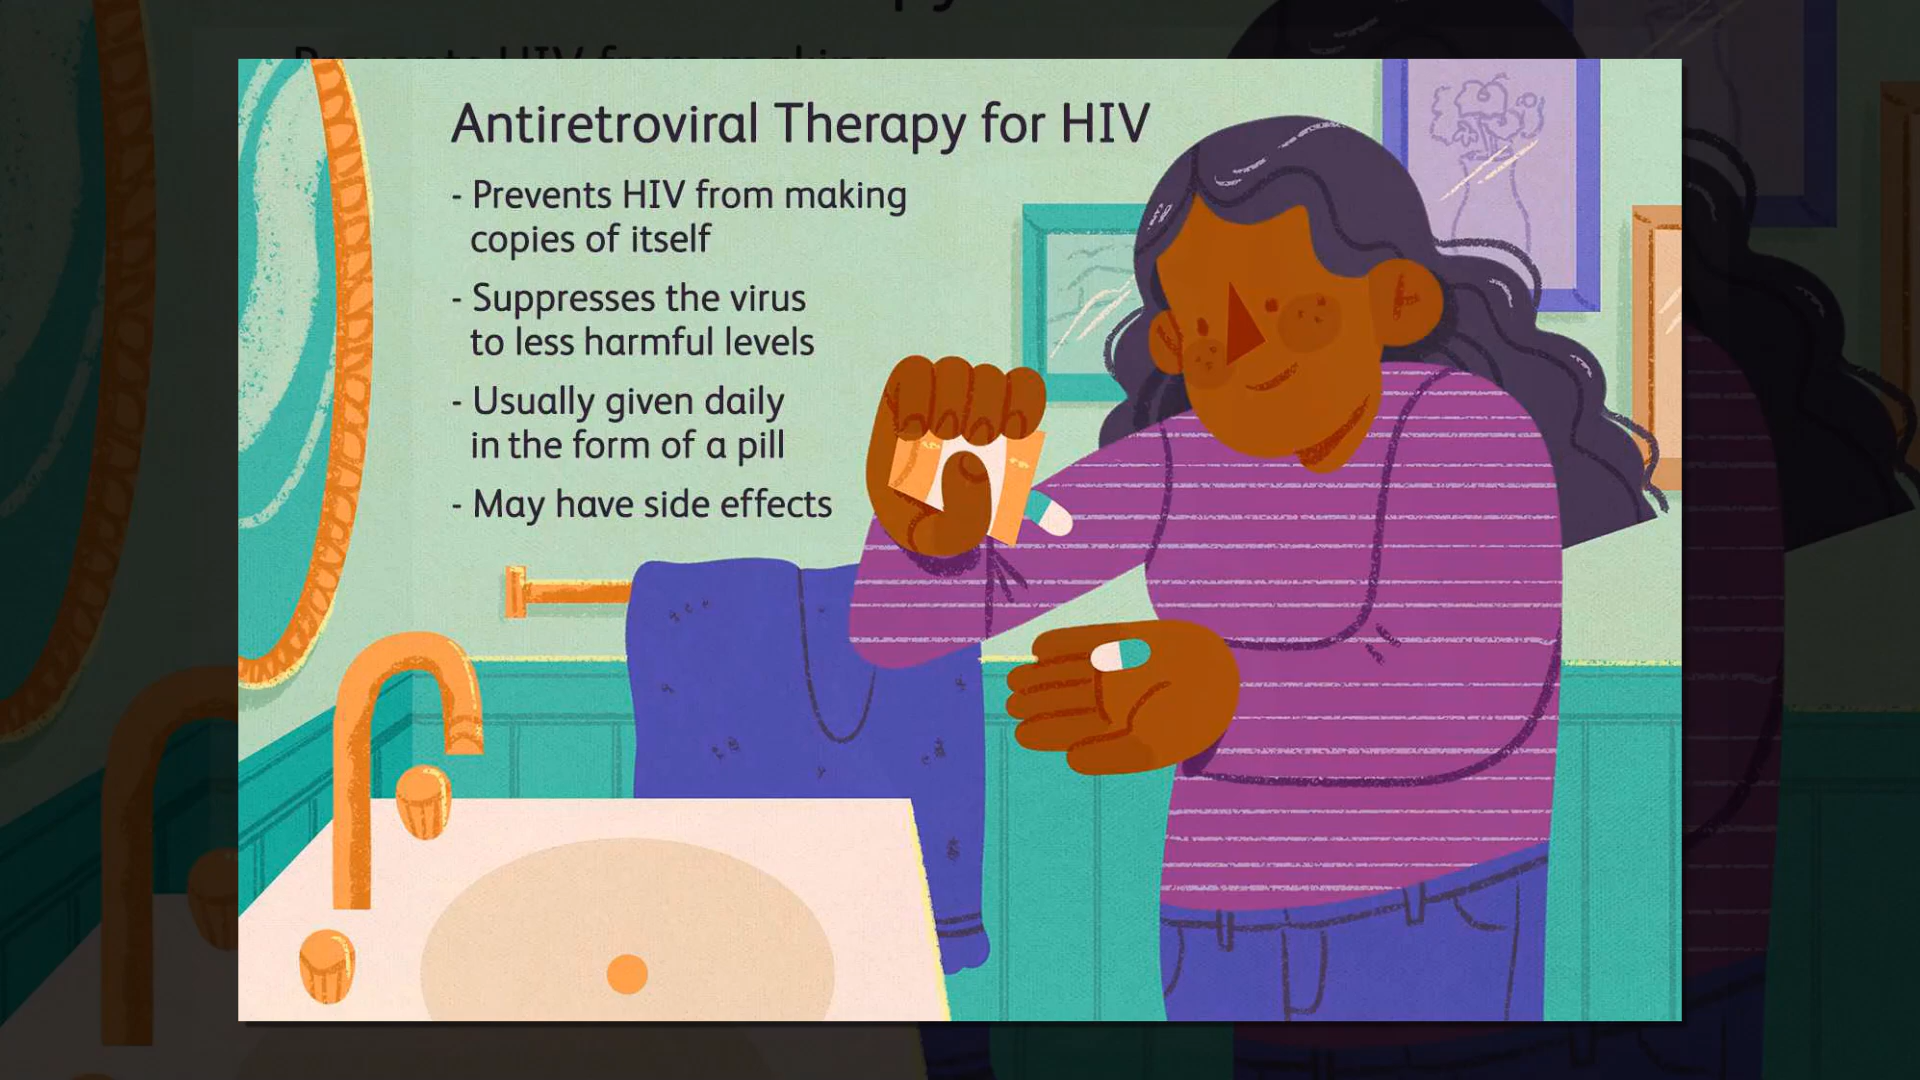 Antiretroviral Therapy for HIV
- Prevents HIV from making
copies of itself
- Suppresses the virus
to less harmful levels
- Usually given daily
in the form of a pill
- May have side effects